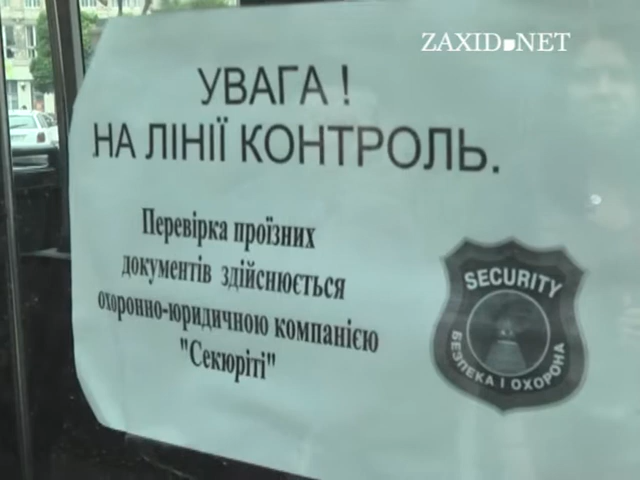 ZAXID.NET
УВАГА !
НА ЛІНІЇ КОНТРОЛЬ.
Перевірка проїзних
документів здійснюється
охоронно-юридичною компанією
"Секюріті"
SECURITY
БЕЗПЕКА І ОХОРОНА